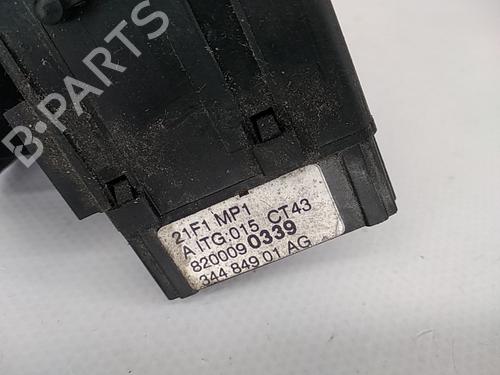 B-PARTS
21F1 MP1
A ITG:015 CT43
820009 0339
344 849 01 AG